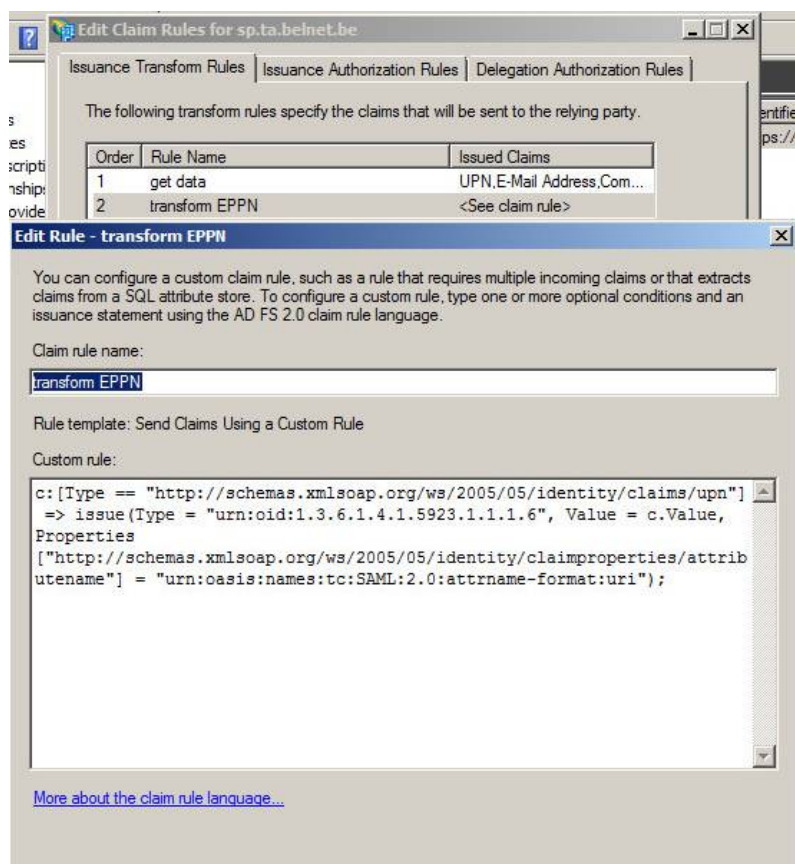 Edit Claim Rules for sp.ta.belnet.be
Issuance Transform Rules Issuance Authorization Rules Delegation Authorization Rules
The following transform rules specify the claims that will be sent to the relying party.
Order Rule Name Issued Claims
1 get data UPN,E-Mail Address,Com...
2 transform EPPN <See claim rule>
Edit Rule - transform EPPN
You can configure a custom claim rule, such as a rule that requires multiple incoming claims or that extracts
claims from a SQL attribute store. To configure a custom rule, type one or more optional conditions and an
issuance statement using the AD FS 2.0 claim rule language.
Claim rule name:
transform EPPN
Rule template: Send Claims Using a Custom Rule
Custom rule:
c:[Type == "http://schemas.xmlsoap.org/ws/2005/05/identity/claims/upn"]
=> issue(Type = "urn:oid:1.3.6.1.4.1.5923.1.1.1.6", Value = c.Value,
Properties
["http://schemas.xmlsoap.org/ws/2005/05/identity/claimproperties/attrib
utename"] = "urn:oasis:names:tc:SAML:2.0:attrname-format:uri");
More about the claim rule language...